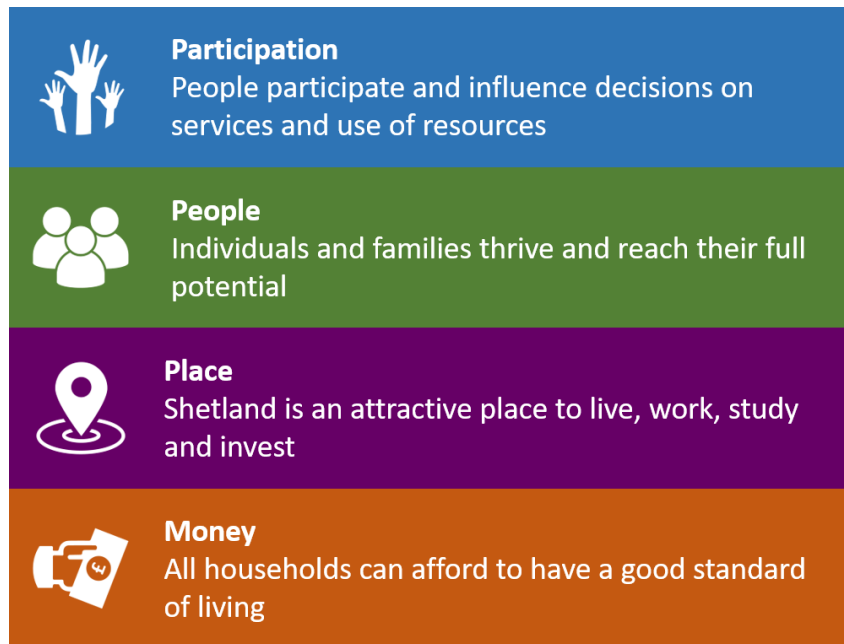 Participation
People participate and influence decisions on
services and use of resources
People
Individuals and families thrive and reach their full
potential
Place
Shetland is an attractive place to live, work, study
and invest
Money
£
All households can afford to have a good standard
of living